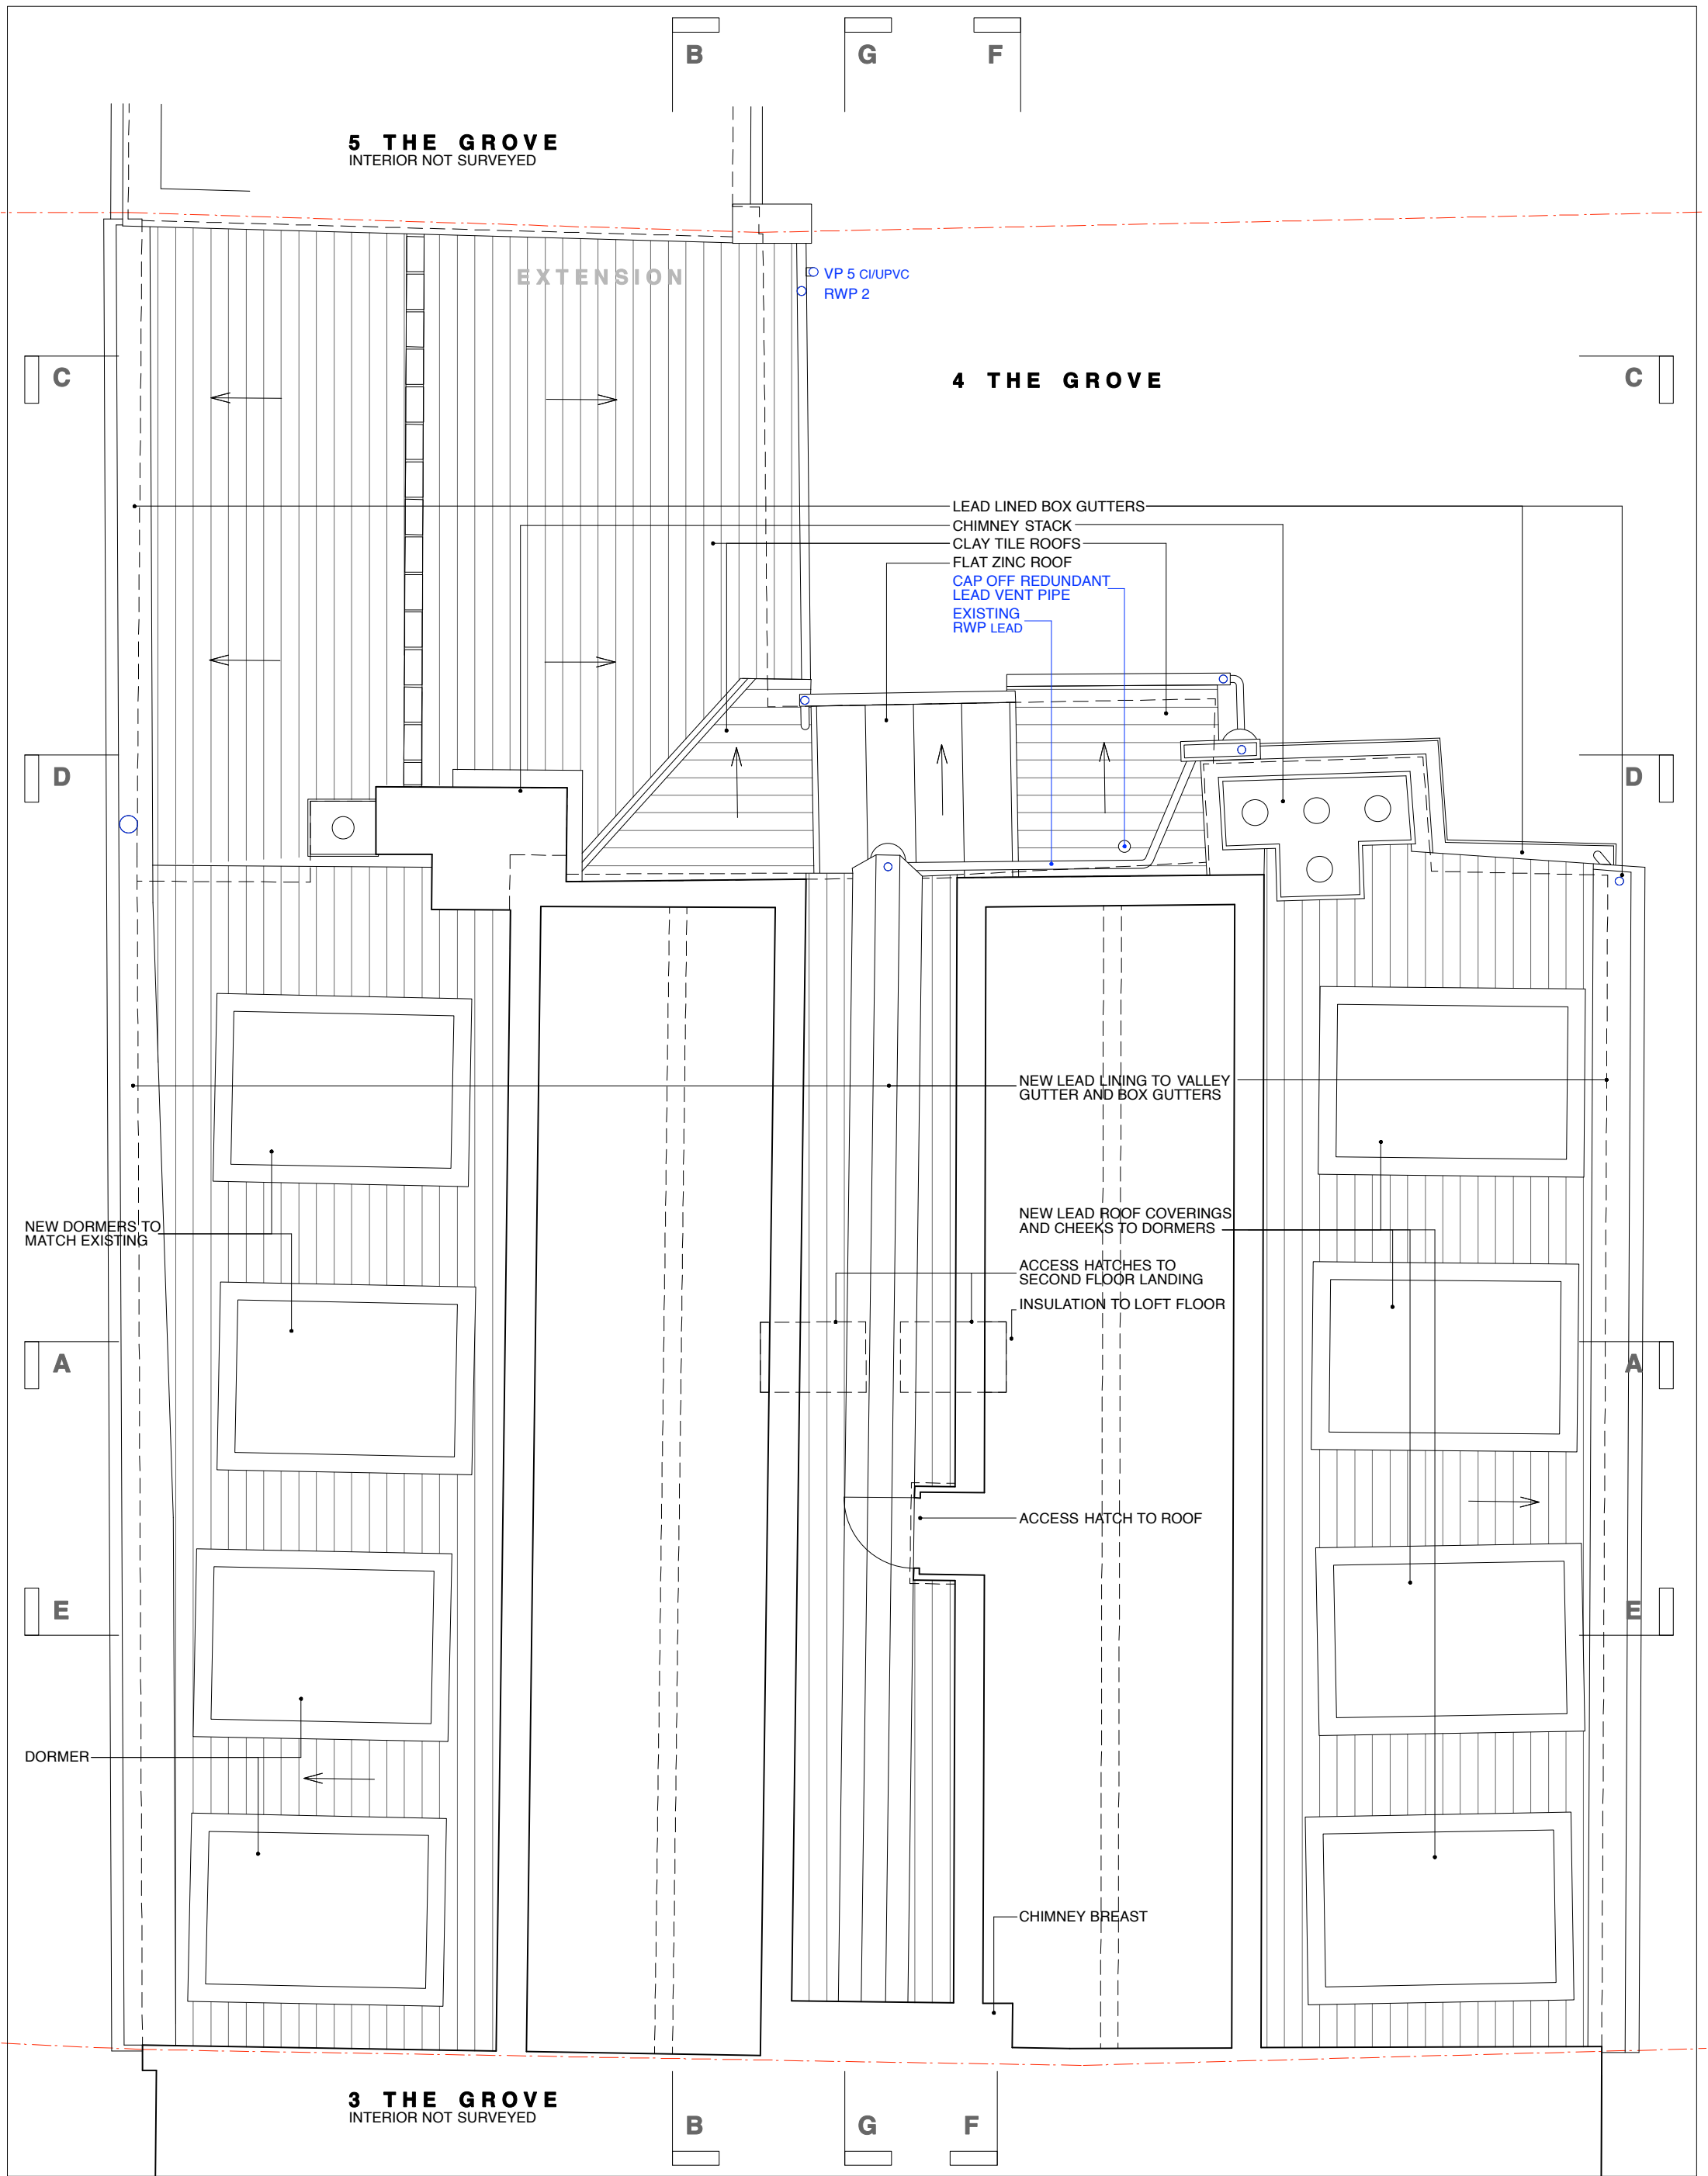 B G F
5 THE GROVE
INTERIOR NOT SURVEYED
EXTENSION
VP 5 CI/UPVC
RWP 2
C
4 THE GROVE
C
LEAD LINED BOX GUTTERS
CHIMNEY STACK
CLAY TILE ROOFS
FLAT ZINC ROOF
CAP OFF REDUNDANT
LEAD VENT PIPE
EXISTING
RWP LEAD
D D
NEW LEAD LINING TO VALLEY
GUTTER AND BOX GUTTERS
NEW DORMERS TO
MATCH EXISTING
NEW LEAD ROOF COVERINGS
AND CHEEKS TO DORMERS
ACCESS HATCHES TO
SECOND FLOOR LANDING
INSULATION TO LOFT FLOOR
A A
ACCESS HATCH TO ROOF
E E
DORMER
CHIMNEY BREAST
3 THE GROVE
INTERIOR NOT SURVEYED
B G F